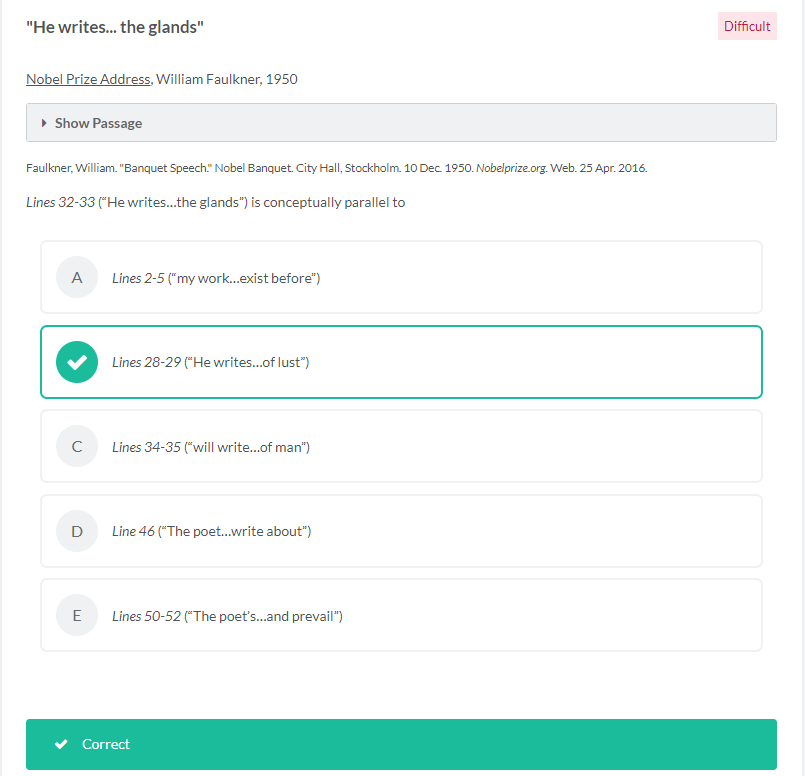 "He writes... the glands"
Difficult
Nobel Prize Address, William Faulkner, 1950
Show Passage
Faulkner, William. "Banquet Speech." Nobel Banquet. City Hall, Stockholm. 10 Dec. 1950. Nobelprize.org. Web. 25 Apr. 2016.
Lines 32-33 (“He writes…the glands”) is conceptually parallel to
A Lines 2-5 (“my work…exist before”)
Lines 28-29 (“He writes…of lust”)
C Lines 34-35 (“will write…of man”)
D Line 46 (“The poet…write about”)
E Lines 50-52 (“The poet’s…and prevail”)
Correct